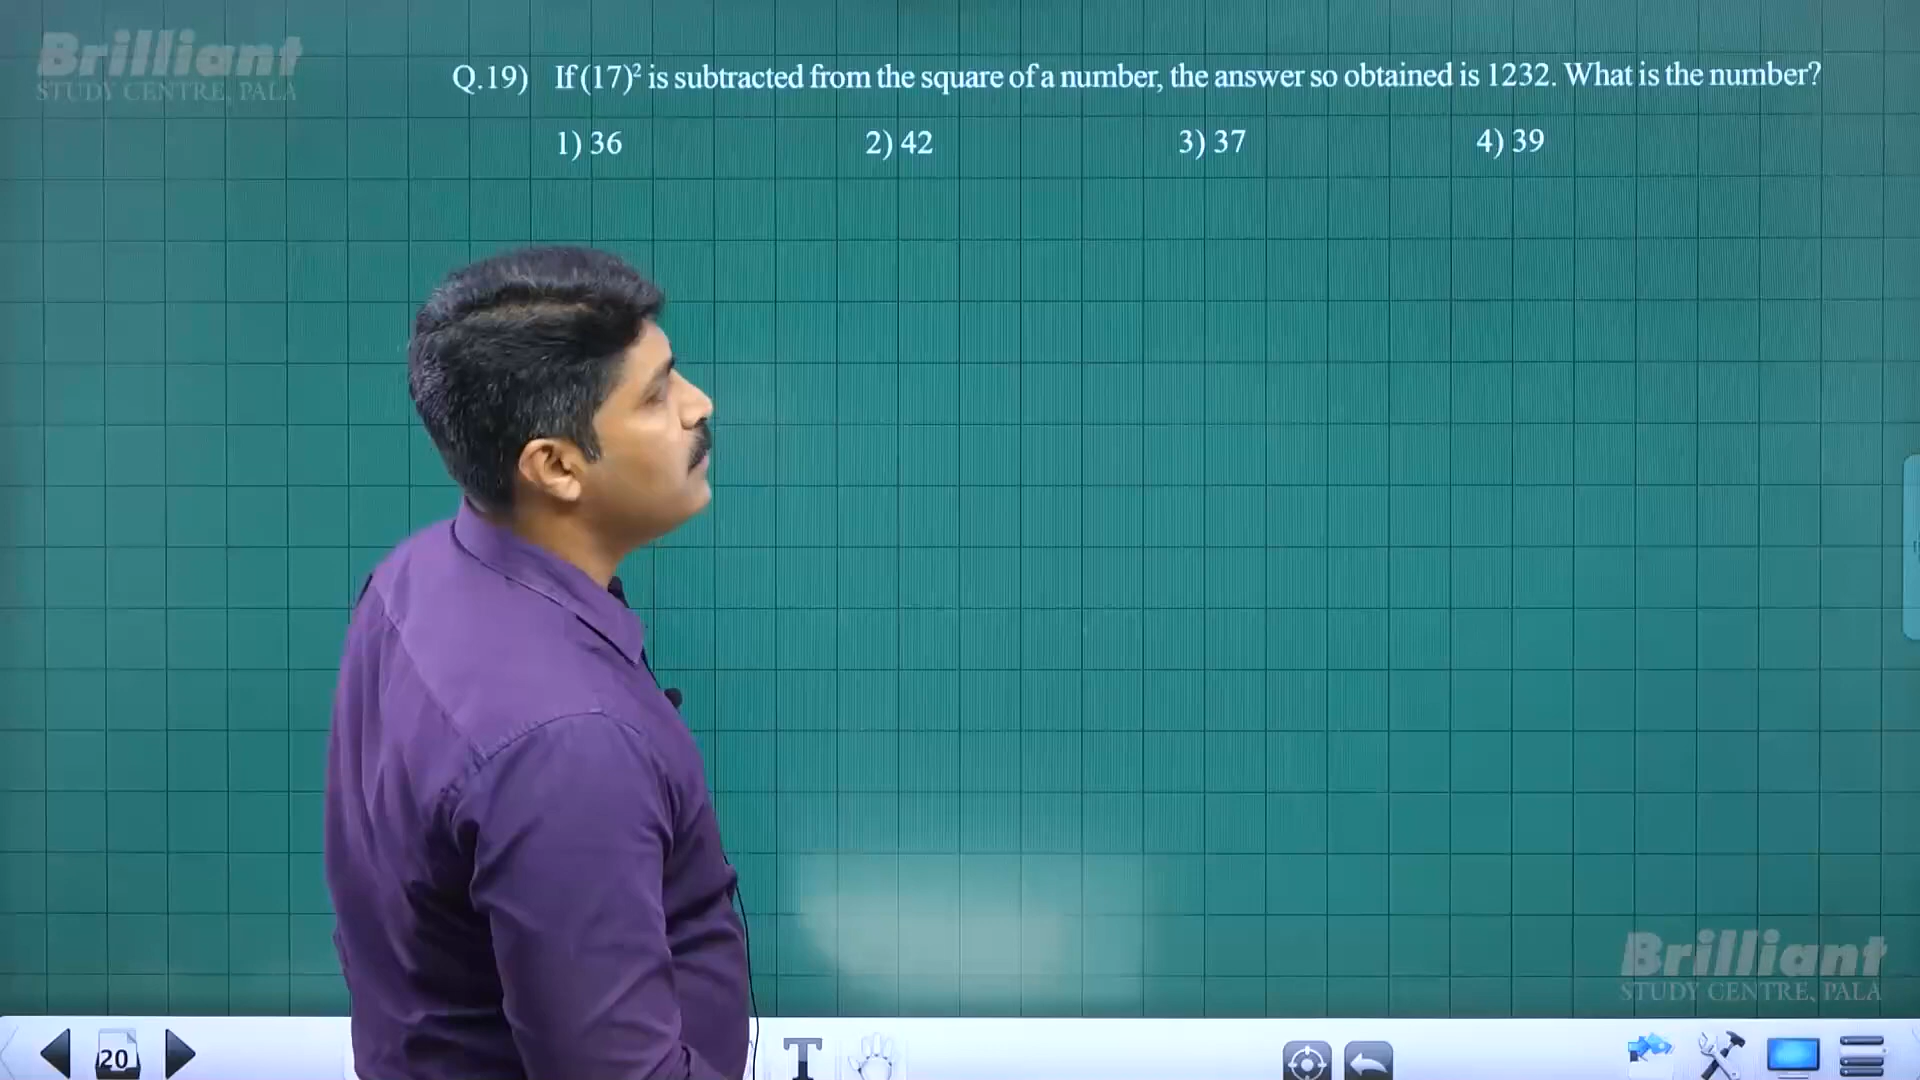 Brilliant
STUDY CENTRE, PALA
Q.19) If (17)² is subtracted from the square of a number, the answer so obtained is 1232. What is the number?
1) 36 2) 42 3) 37 4) 39
Brilliant
STUDY CENTRE, PALA
20
T